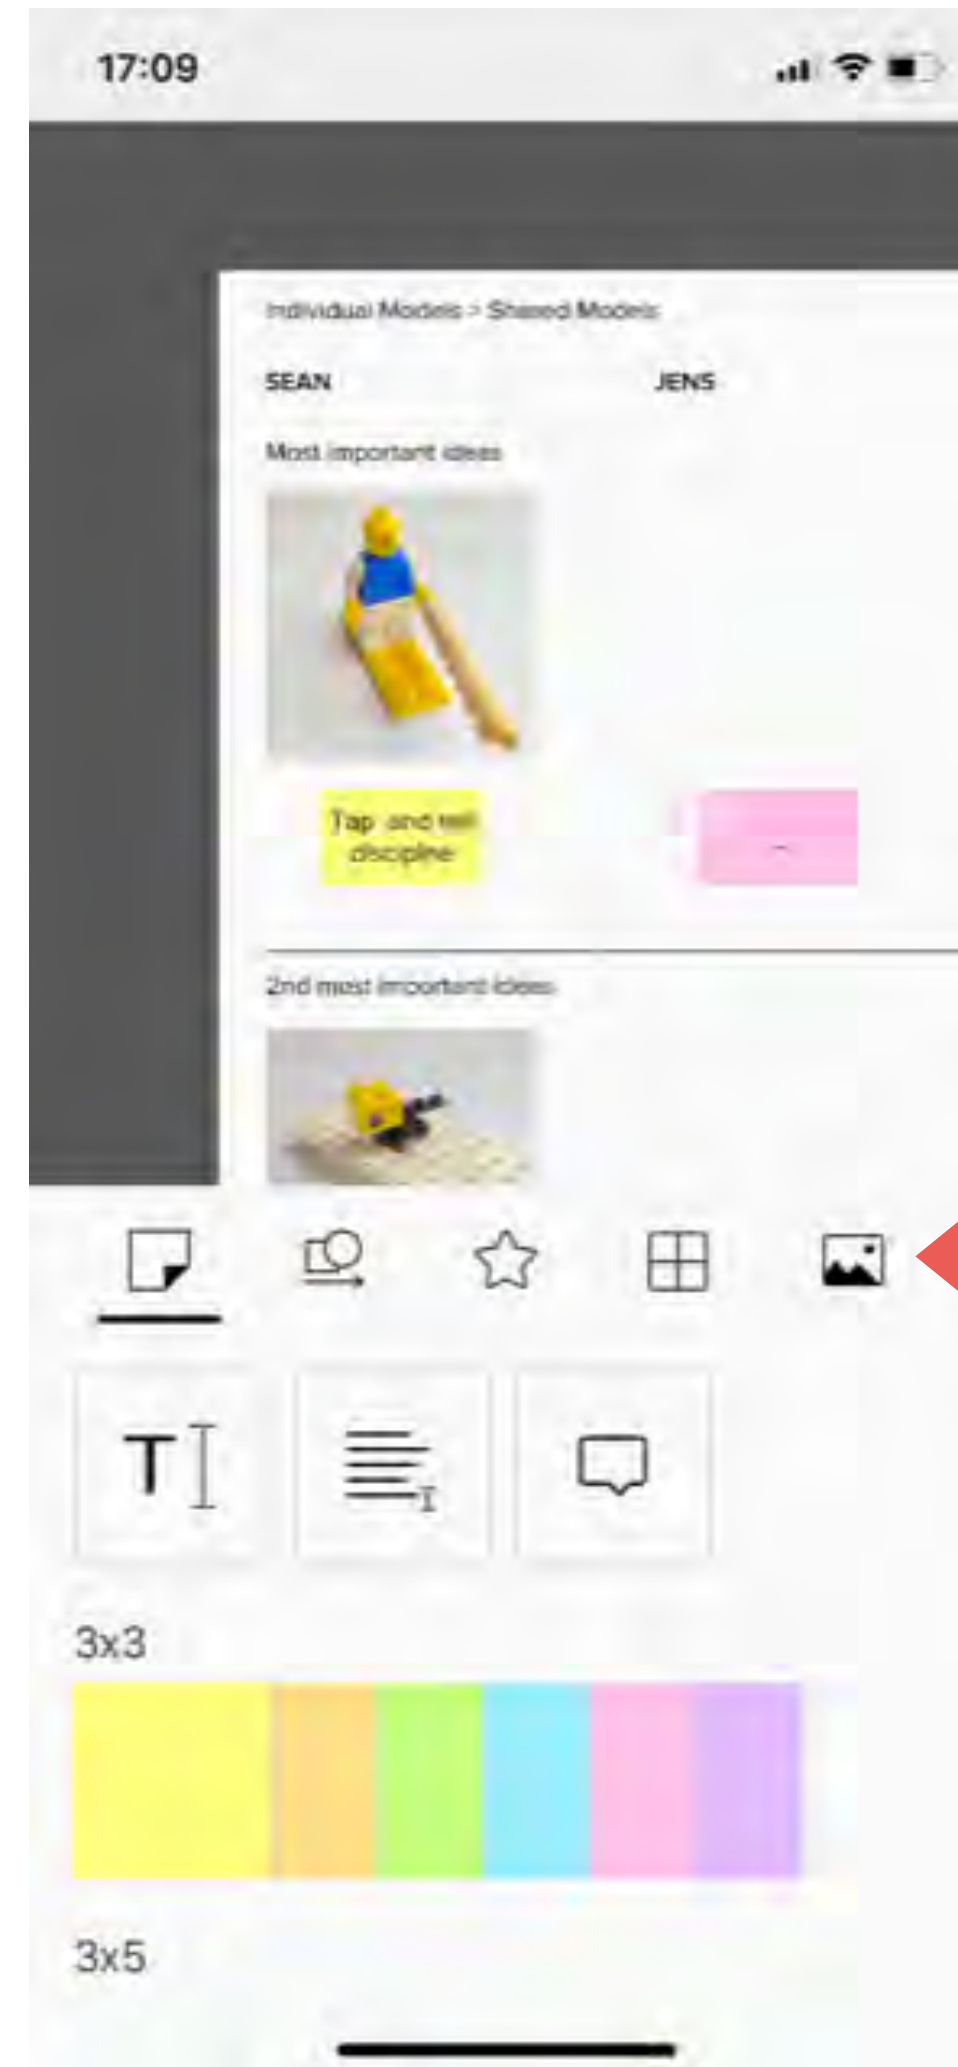 17:09
Individual Models > Shared Models
SEAN
JENS
Most important ideas
Tap and tell
discipline
2nd most important ideas
T
3x3
3x5